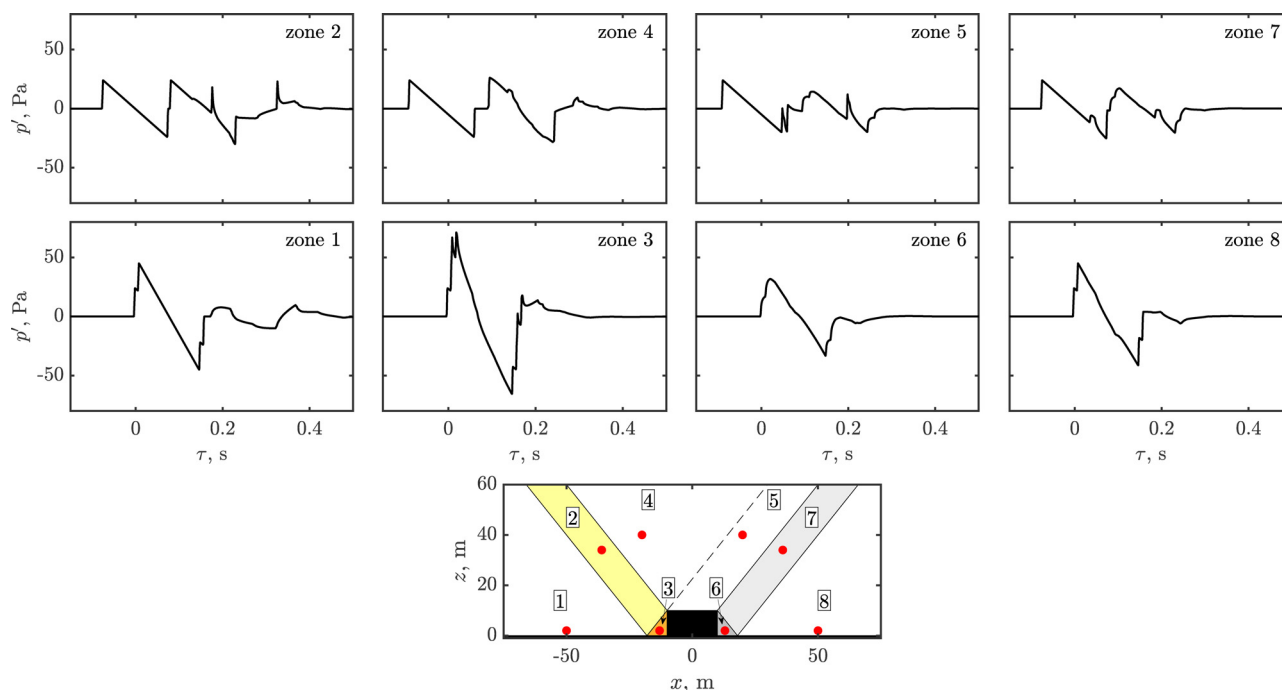 zone 2
zone 4
zone 5
zone 7
50
0
-50
p′, Pa
zone 1
zone 3
zone 6
zone 8
50
0
-50
p′, Pa
0 0.2 0.4
0 0.2 0.4
0 0.2 0.4
0 0.2 0.4
τ, s
τ, s
τ, s
τ, s
60
40
20
0
z, m
1
2
3
4
5
6
7
8
-50 0 50
x, m